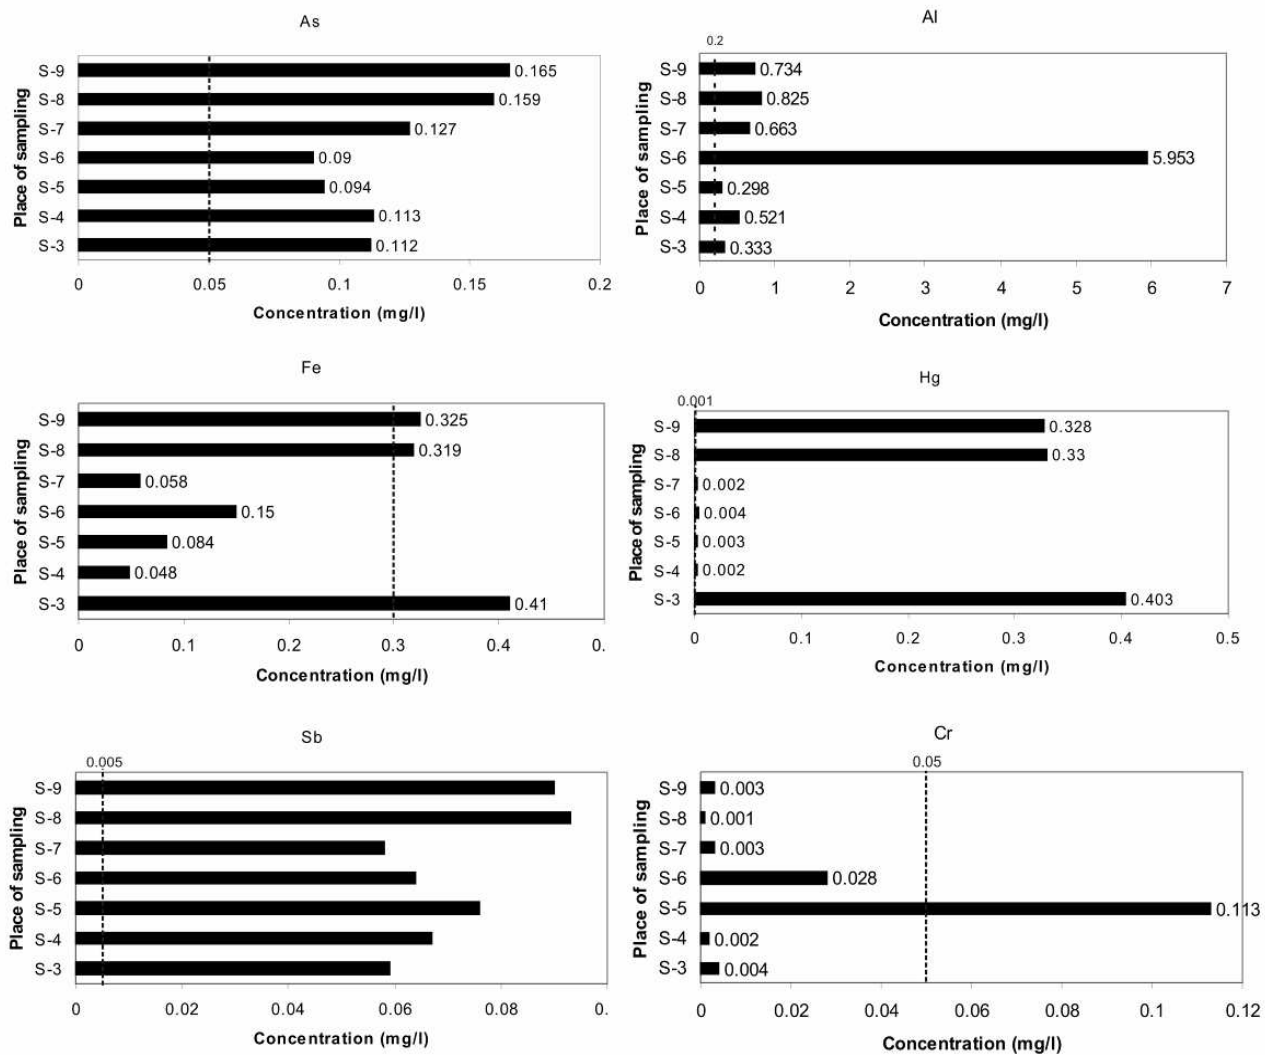 As
Place of sampling
S-9 0.165
S-8 0.159
S-7 0.127
S-6 0.09
S-5 0.094
S-4 0.113
S-3 0.112
0 0.05 0.1 0.15 0.2
Concentration (mg/l)
Al
0.2
Place of sampling
S-9 0.734
S-8 0.825
S-7 0.663
S-6 5.953
S-5 0.298
S-4 0.521
S-3 0.333
0 1 2 3 4 5 6 7
Concentration (mg/l)
Fe
Place of sampling
S-9 0.325
S-8 0.319
S-7 0.058
S-6 0.15
S-5 0.084
S-4 0.048
S-3 0.41
0 0.1 0.2 0.3 0.4 0.
Concentration (mg/l)
Hg
0.001
Place of sampling
S-9 0.328
S-8 0.33
S-7 0.002
S-6 0.004
S-5 0.003
S-4 0.002
S-3 0.403
0 0.1 0.2 0.3 0.4 0.5
Concentration (mg/l)
Sb
0.005
Place of sampling
S-9
S-8
S-7
S-6
S-5
S-4
S-3
0 0.02 0.04 0.06 0.08 0.
Concentration (mg/l)
Cr
0.05
Place of sampling
S-9 0.003
S-8 0.001
S-7 0.003
S-6 0.028
S-5 0.113
S-4 0.002
S-3 0.004
0 0.02 0.04 0.06 0.08 0.1 0.12
Concentration (mg/l)